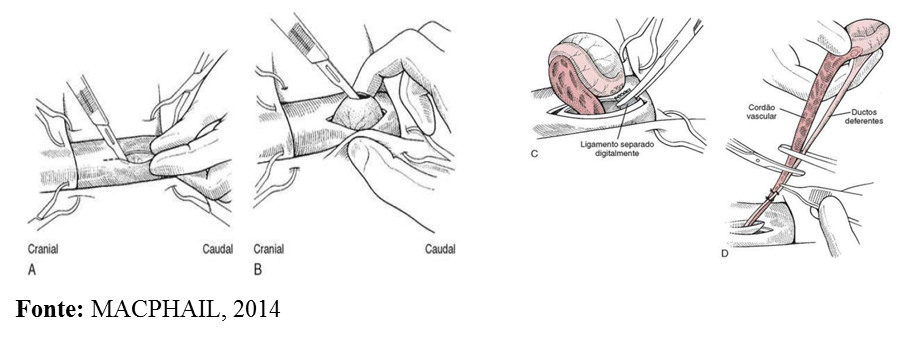 Cranial
Caudal
A
Cranial
Caudal
B
Ligamento separado
digitalmente
C
Cordão
vascular
Ductos
deferentes
D
Fonte: MACPHAIL, 2014